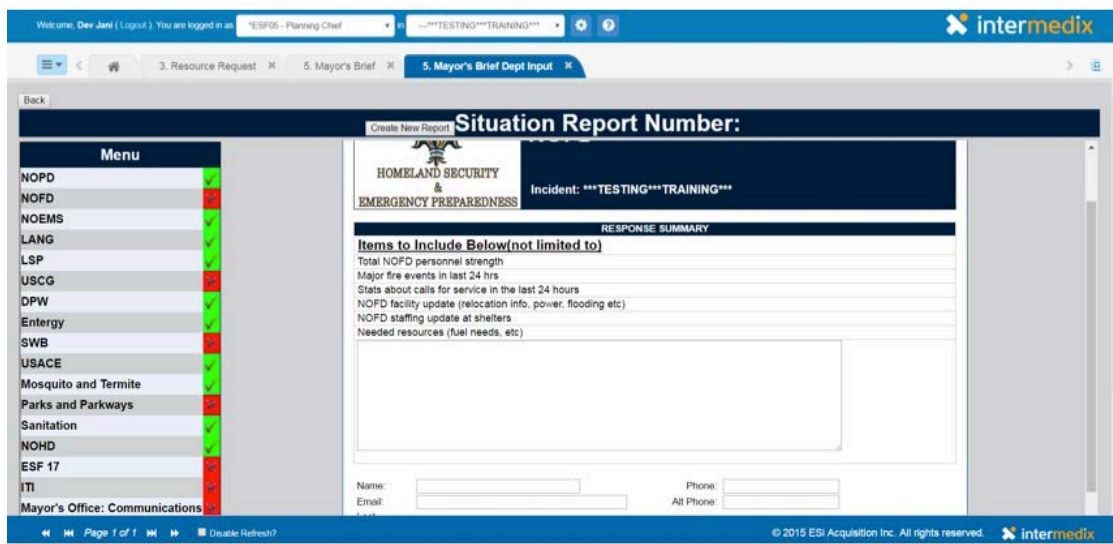 Welcome, Dev Jani ( Logout ). You are logged in as *ESF05 - Planning Chief in ---***TESTING***TRAINING***
intermedix
3. Resource Request
5. Mayor's Brief
5. Mayor's Brief Dept Input
Back
Create New Report Situation Report Number:
Menu
NOPD
NOFD
NOEMS
LANG
LSP
USCG
DPW
Entergy
SWB
USACE
Mosquito and Termite
Parks and Parkways
Sanitation
NOHD
ESF 17
ITI
Mayor's Office: Communications
HOMELAND SECURITY
&
EMERGENCY PREPAREDNESS
Incident: ***TESTING***TRAINING***
RESPONSE SUMMARY
Items to Include Below(not limited to)
Total NOFD personnel strength
Major fire events in last 24 hrs
Stats about calls for service in the last 24 hours
NOFD facility update (relocation info, power, flooding etc)
NOFD staffing update at shelters
Needed resources (fuel needs, etc)
Name: Phone:
Email: Alt Phone:
Page 1 of 1 Disable Refresh?
© 2015 ESi Acquisition Inc. All rights reserved. intermedix